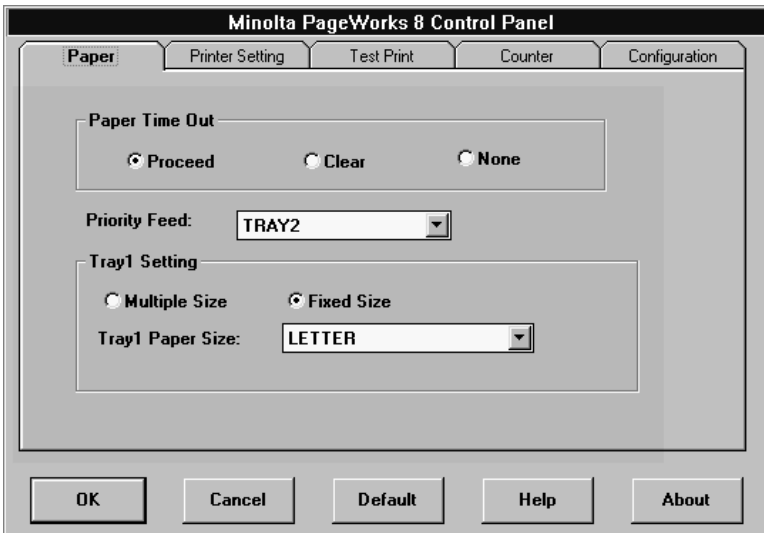 Minolta PageWorks 8 Control Panel
Paper Printer Setting Test Print Counter Configuration
Paper Time Out
Proceed Clear None
Priority Feed: TRAY2
Tray1 Setting
Multiple Size Fixed Size
Tray1 Paper Size: LETTER
OK Cancel Default Help About